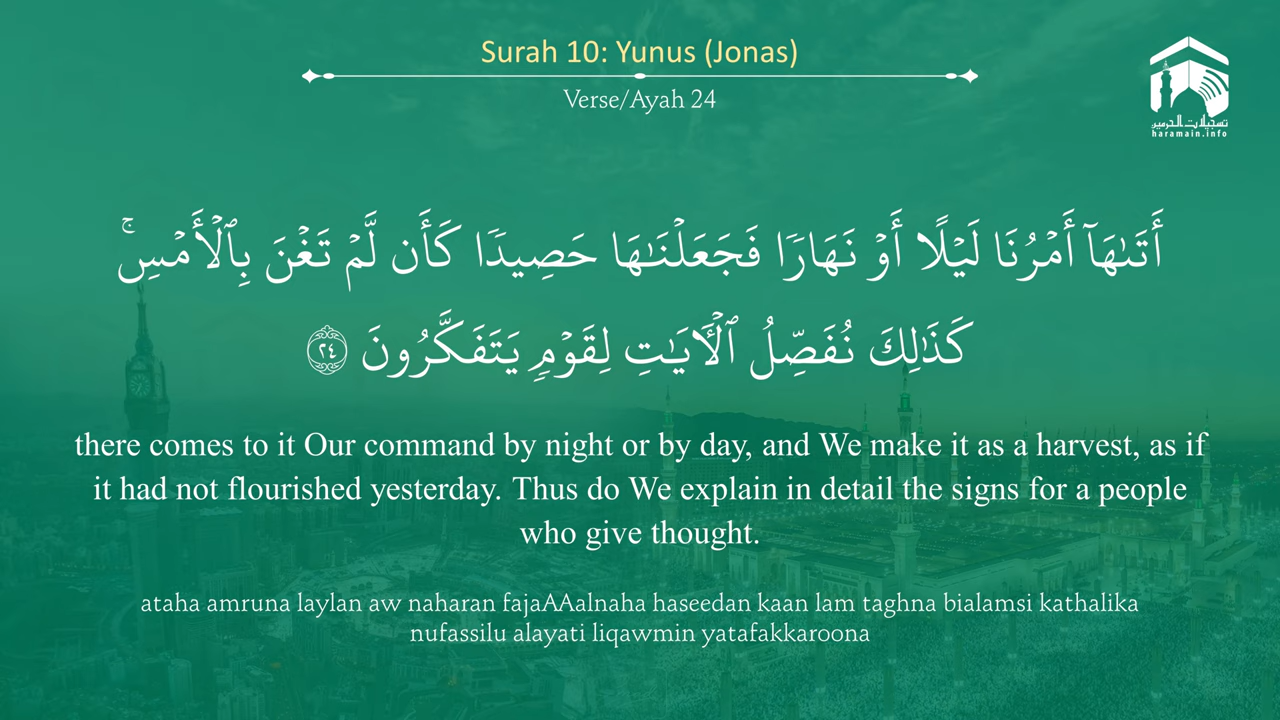 Surah 10: Yunus (Jonas)
Verse/Ayah 24
تسجيلات الحرمين
haramain.info
أَتَىٰهَآ أَمۡرُنَا لَيۡلًا أَوۡ نَهَارٗا فَجَعَلۡنَٰهَا حَصِيدٗا كَأَن لَّمۡ تَغۡنَ بِٱلۡأَمۡسِۚ
كَذَٰلِكَ نُفَصِّلُ ٱلۡأٓيَٰتِ لِقَوۡمٖ يَتَفَكَّرُونَ ٢٤
there comes to it Our command by night or by day, and We make it as a harvest, as if
it had not flourished yesterday. Thus do We explain in detail the signs for a people
who give thought.
ataha amruna laylan aw naharan fajaAAalnaha haseedan kaan lam taghna bialamsi kathalika
nufassilu alayati liqawmin yatafakkaroona